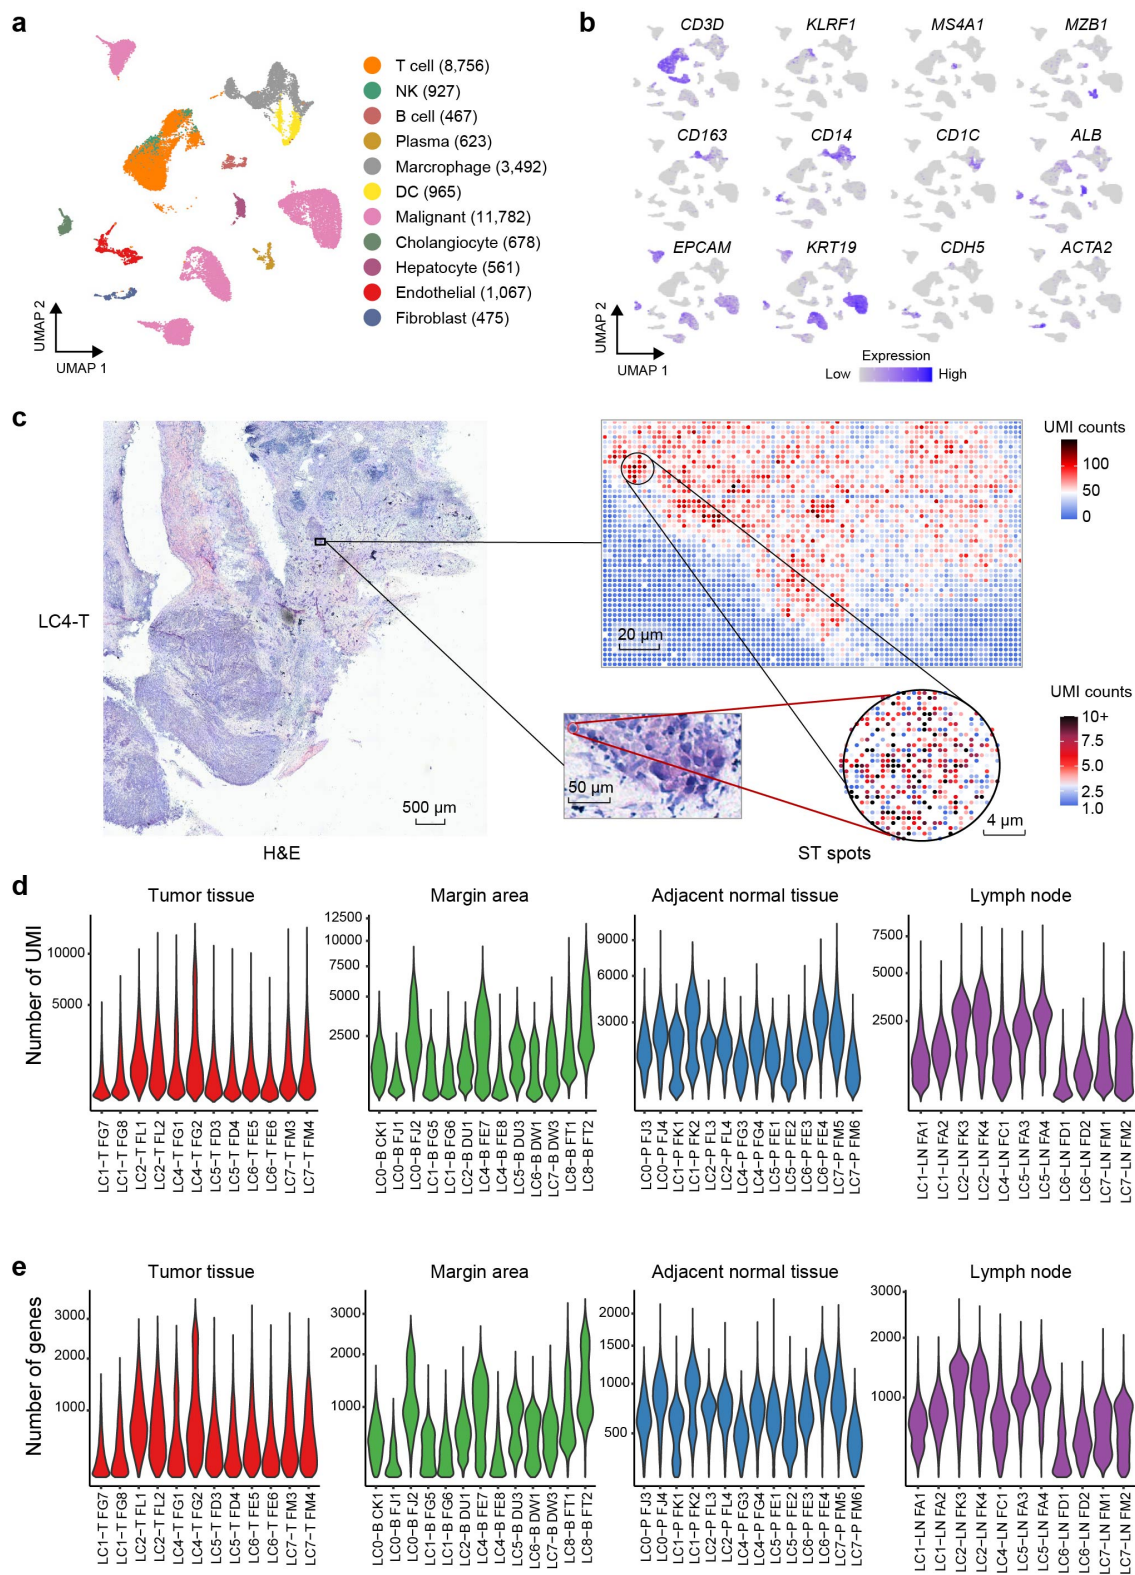 a
T cell (8,756)
NK (927)
B cell (467)
Plasma (623)
Marcrophage (3,492)
DC (965)
Malignant (11,782)
Cholangiocyte (678)
Hepatocyte (561)
Endothelial (1,067)
Fibroblast (475)
UMAP 2
UMAP 1
b
CD3D KLRF1 MS4A1 MZB1
CD163 CD14 CD1C ALB
EPCAM KRT19 CDH5 ACTA2
UMAP 2
UMAP 1
Expression
Low High
c
LC4-T
500 µm
H&E
20 µm
UMI counts
100
50
0
50 µm
4 µm
ST spots
UMI counts
10+
7.5
5.0
2.5
1.0
d
Number of UMI
Tumor tissue
10000
5000
LC1-T FG7
LC1-T FG8
LC2-T FL1
LC2-T FL2
LC4-T FG1
LC4-T FG2
LC5-T FD3
LC5-T FD4
LC6-T FE5
LC6-T FE6
LC7-T FM3
LC7-T FM4
Margin area
12500
10000
7500
5000
2500
LC0-B CK1
LC0-B FJ1
LC0-B FJ2
LC1-B FG5
LC1-B FG6
LC2-B DU1
LC4-B FE7
LC4-B FE8
LC5-B DU3
LC6-B DW1
LC7-B DW3
LC8-B FT1
LC8-B FT2
Adjacent normal tissue
9000
6000
3000
LC0-P FJ3
LC0-P FJ4
LC1-P FK1
LC1-P FK2
LC2-P FL3
LC2-P FL4
LC4-P FG3
LC4-P FG4
LC5-P FE1
LC5-P FE2
LC6-P FE3
LC6-P FE4
LC7-P FM5
LC7-P FM6
Lymph node
7500
5000
2500
LC1-LN FA1
LC1-LN FA2
LC2-LN FK3
LC2-LN FK4
LC4-LN FC1
LC5-LN FA3
LC5-LN FA4
LC6-LN FD1
LC6-LN FD2
LC7-LN FM1
LC7-LN FM2
e
Number of genes
Tumor tissue
3000
2000
1000
LC1-T FG7
LC1-T FG8
LC2-T FL1
LC2-T FL2
LC4-T FG1
LC4-T FG2
LC5-T FD3
LC5-T FD4
LC6-T FE5
LC6-T FE6
LC7-T FM3
LC7-T FM4
Margin area
3000
2000
1000
LC0-B CK1
LC0-B FJ1
LC0-B FJ2
LC1-B FG5
LC1-B FG6
LC2-B DU1
LC4-B FE7
LC4-B FE8
LC5-B DU3
LC6-B DW1
LC7-B DW3
LC8-B FT1
LC8-B FT2
Adjacent normal tissue
2000
1500
1000
500
LC0-P FJ3
LC0-P FJ4
LC1-P FK1
LC1-P FK2
LC2-P FL3
LC2-P FL4
LC4-P FG3
LC4-P FG4
LC5-P FE1
LC5-P FE2
LC6-P FE3
LC6-P FE4
LC7-P FM5
LC7-P FM6
Lymph node
3000
2000
1000
LC1-LN FA1
LC1-LN FA2
LC2-LN FK3
LC2-LN FK4
LC4-LN FC1
LC5-LN FA3
LC5-LN FA4
LC6-LN FD1
LC6-LN FD2
LC7-LN FM1
LC7-LN FM2